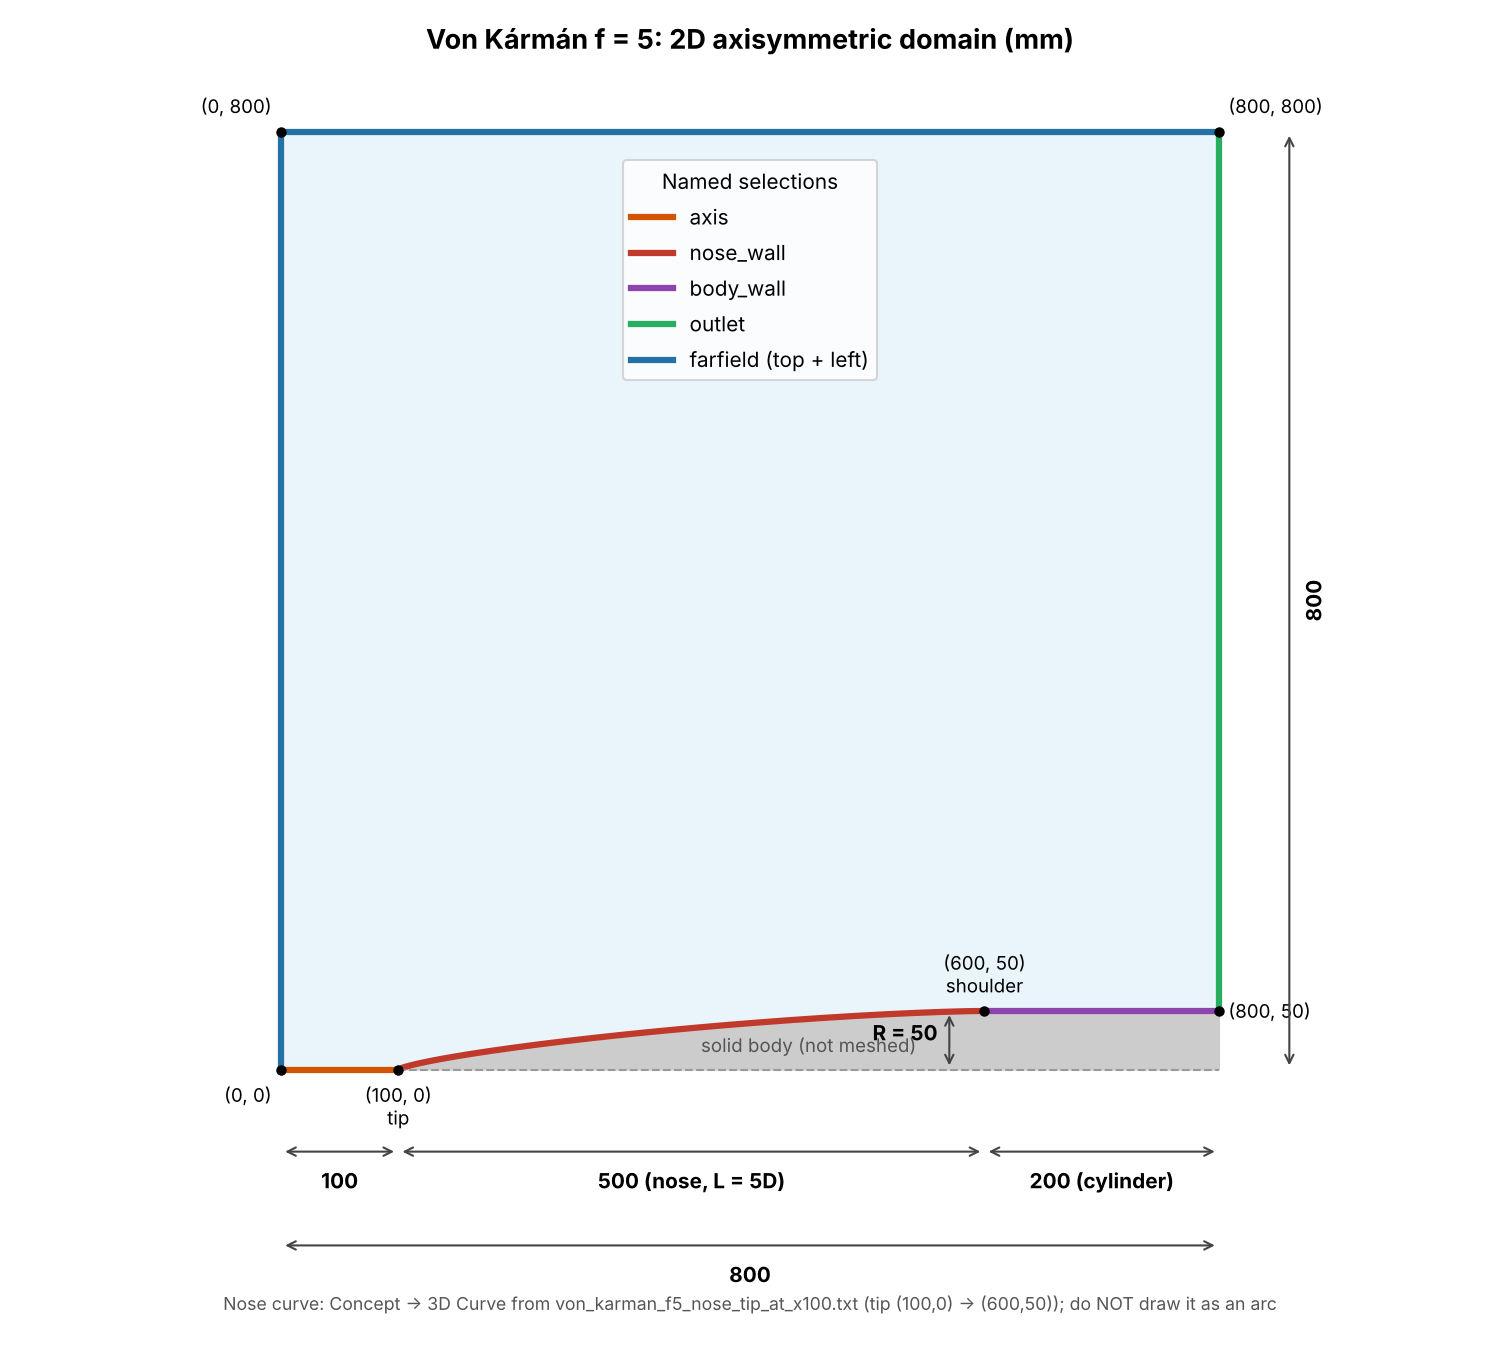 Von Kármán f = 5: 2D axisymmetric domain (mm)
(0, 800)
(800, 800)
Named selections
axis
nose_wall
body_wall
outlet
farfield (top + left)
800
(600, 50)
shoulder
(800, 50)
R = 50
solid body (not meshed)
(0, 0)
(100, 0)
tip
100
500 (nose, L = 5D)
200 (cylinder)
800
Nose curve: Concept → 3D Curve from von_karman_f5_nose_tip_at_x100.txt (tip (100,0) → (600,50)); do NOT draw it as an arc